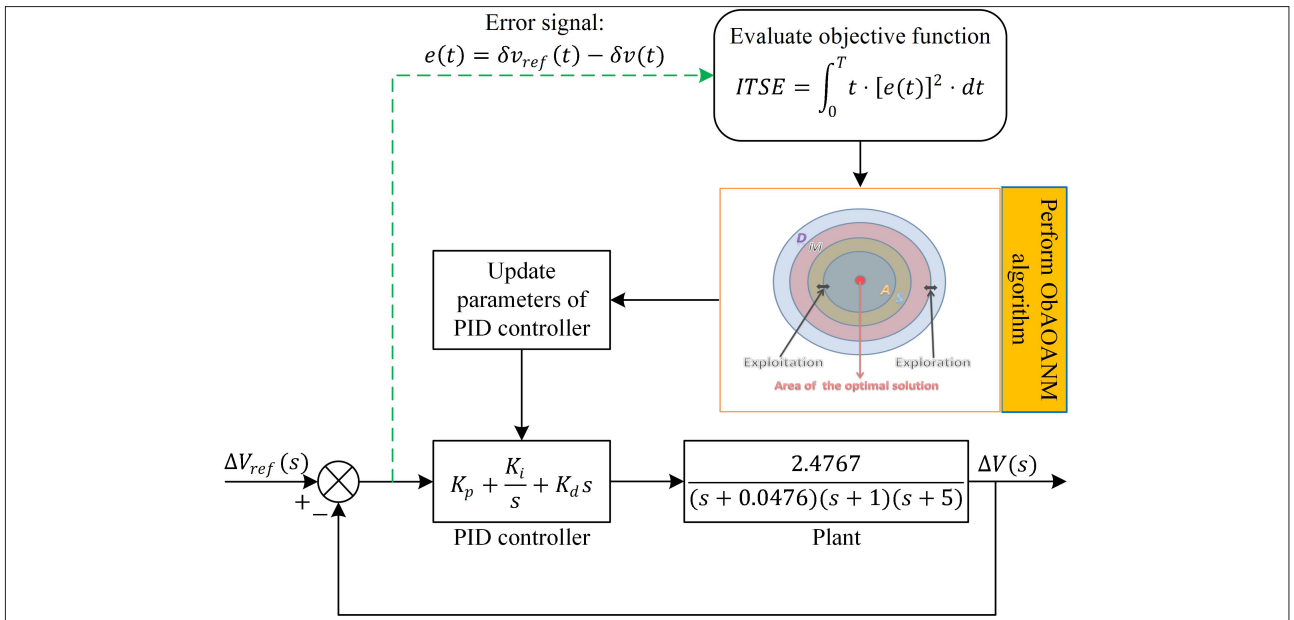 Error signal:
e(t) = δv_ref(t) − δv(t)
Evaluate objective function
ITSE = ∫₀ᵀ t · [e(t)]² · dt
Perform ObAOANM
algorithm
D
M
A
S
Exploitation
Exploration
Area of the optimal solution
Update
parameters of
PID controller
ΔV_ref(s)
+
−
K_p + K_i/s + K_d s
PID controller
2.4767
(s + 0.0476)(s + 1)(s + 5)
Plant
ΔV(s)